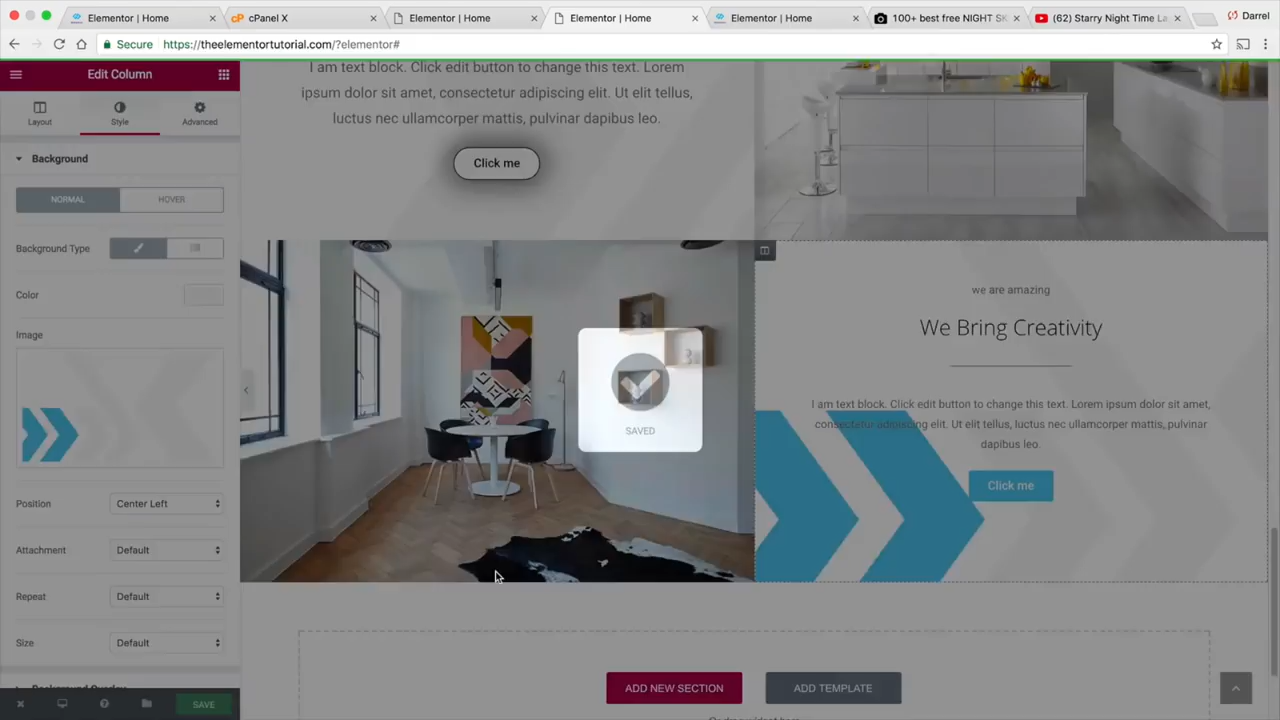 Elementor | Home
cPanel X
Elementor | Home
Elementor | Home
Elementor | Home
100+ best free NIGHT SK
(62) Starry Night Time La
Darrel
Secure
https://theelementortutorial.com/?elementor#
Edit Column
Layout
Style
Advanced
Background
NORMAL
HOVER
Background Type
Color
Image
Position
Center Left
Attachment
Default
Repeat
Default
Size
Default
SAVE
I am text block. Click edit button to change this text. Lorem
ipsum dolor sit amet, consectetur adipiscing elit. Ut elit tellus,
luctus nec ullamcorper mattis, pulvinar dapibus leo.
Click me
SAVED
we are amazing
We Bring Creativity
I am text block. Click edit button to change this text. Lorem ipsum dolor sit amet,
consectetur adipiscing elit. Ut elit tellus, luctus nec ullamcorper mattis, pulvinar
dapibus leo.
Click me
ADD NEW SECTION
ADD TEMPLATE